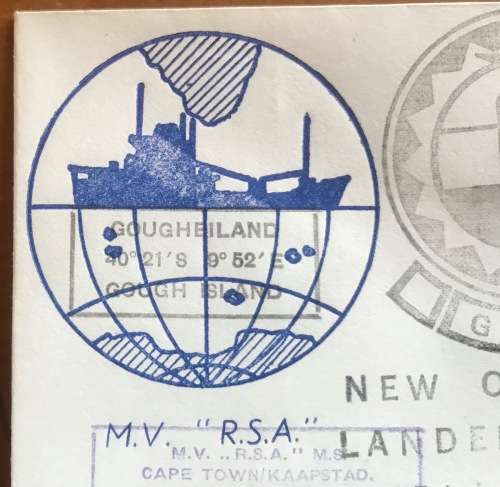 GOUGHEILAND
40°21'S 9°52'E
GOUGH ISLAND
NEW
LANDE
M.V. "R.S.A."
M.V. „R.S.A." M.S.
CAPE TOWN/KAAPSTAD.
G